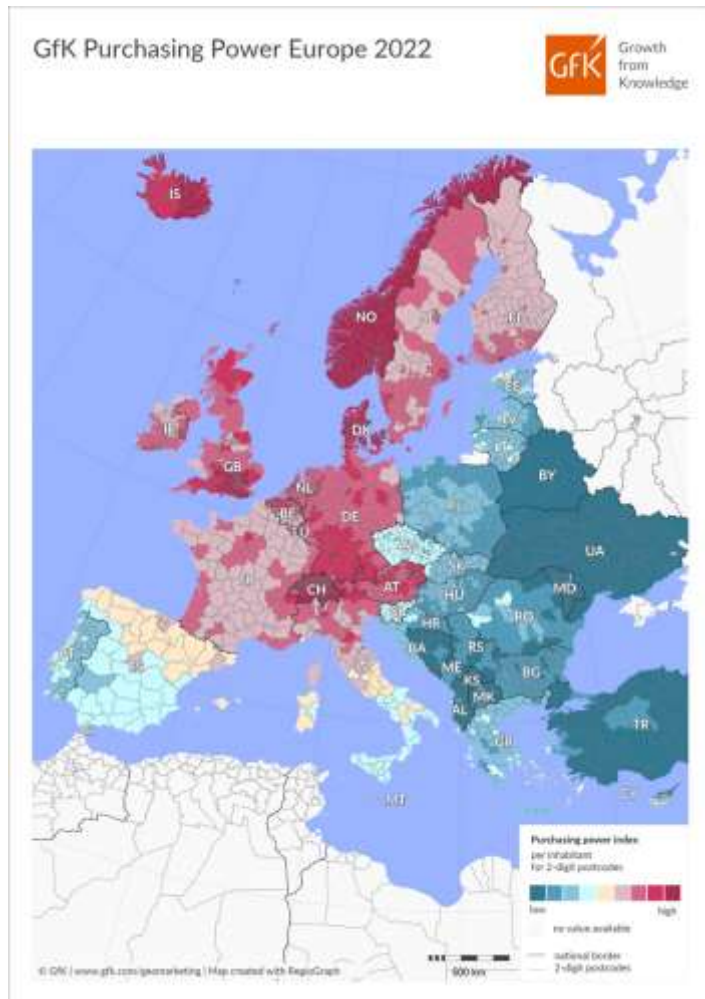 GfK Purchasing Power Europe 2022
GfK
Growth
from
Knowledge
IS
NO
FI
EE
LV
IE
DK
GB
NL
BY
BE
DE
UA
CH
AT
SK
HU
MD
RO
HR
BA
RS
ME
KS
BG
MK
AL
TR
GR
MT
Purchasing power index
per inhabitant
for 2-digit postcodes
low
high
no value available
national border
2-digit postcodes
600 km
© GfK | www.gfk.com/geomarketing | Map created with RegioGraph